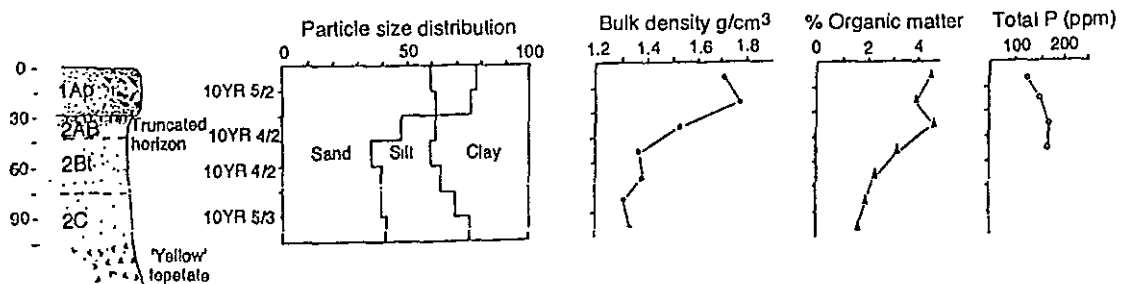 Particle size distribution
0 50 100
Bulk density g/cm³
1.2 1.4 1.6 1.8
% Organic matter
0 2 4
Total P (ppm)
100 200
0-
30-
60-
90-
1Ap
2AB
2Bt
2C
Truncated
horizon
'Yellow'
tepetate
10YR 5/2
10YR 4/2
10YR 4/2
10YR 5/3
Sand
Silt
Clay